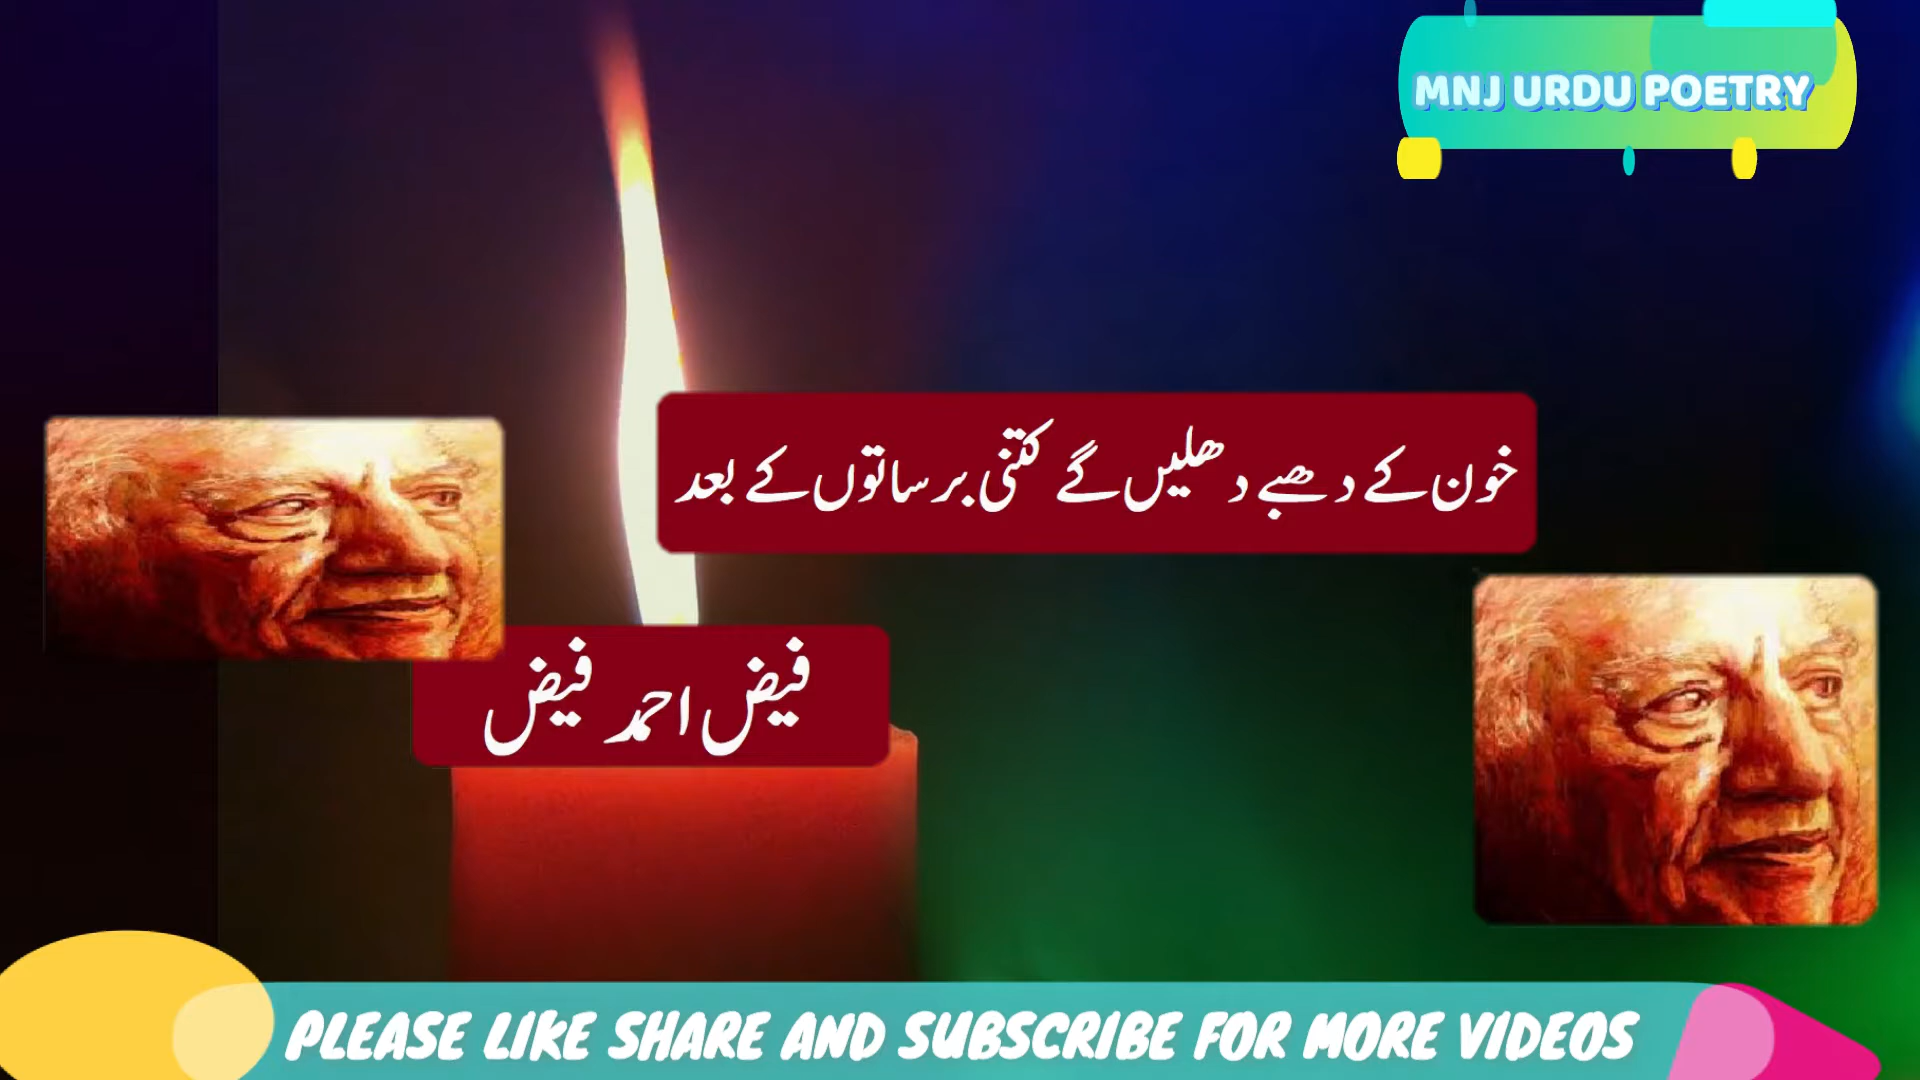 MNJ URDU POETRY
خون کے دھبے دھلیں گے کتنی برساتوں کے بعد
فیض احمد فیض
PLEASE LIKE SHARE AND SUBSCRIBE FOR MORE VIDEOS